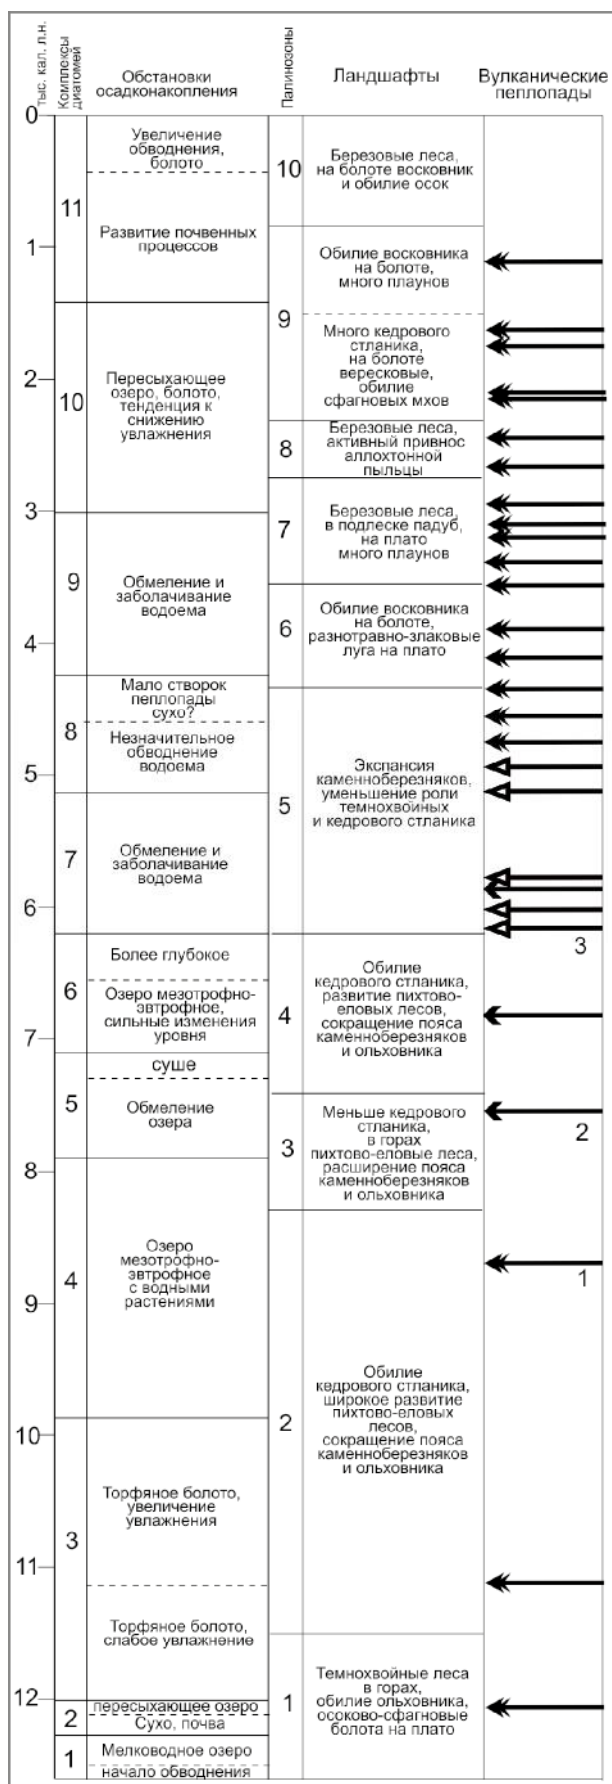 тыс. кал. л.н.
Комплексы
диатомей
Обстановки
осадконакопления
Палинозоны
Ландшафты
Вулканические
пеплопады
0
1
2
3
4
5
6
7
8
9
10
11
12
11
Увеличение
обводнения,
болото
Развитие почвенных
процессов
10
Пересыхающее
озеро, болото,
тенденция к
снижению
увлажнения
9
Обмеление и
заболачивание
водоема
8
Мало створок
пеплопады
сухо?
Незначительное
обводнение
водоема
7
Обмеление и
заболачивание
водоема
6
Более глубокое
Озеро мезотрофно-
эвтрофное,
сильные изменения
уровня
5
суше
Обмеление
озера
4
Озеро
мезотрофно-
эвтрофное
с водными
растениями
3
Торфяное болото,
увеличение
увлажнения
Торфяное болото,
слабое увлажнение
2
пересыхающее озеро
Сухо, почва
1
Мелководное озеро
начало обводнения
10
Березовые леса,
на болоте восковник
и обилие осок
9
Обилие восковника
на болоте,
много плаунов
Много кедрового
стланика,
на болоте
вересковые,
обилие
сфагновых мхов
8
Березовые леса,
активный привнос
аллохтонной
пыльцы
7
Березовые леса,
в подлеске падуб,
на плато
много плаунов
6
Обилие восковника
на болоте,
разнотравно-злаковые
луга на плато
5
Экспансия
каменноберезняков,
уменьшение роли
темнохвойных
и кедрового стланика
4
Обилие
кедрового стланика,
развитие пихтово-
еловых лесов,
сокращение пояса
каменноберезняков
и ольховника
3
Меньше кедрового
стланика,
в горах
пихтово-еловые леса,
расширение пояса
каменноберезняков
и ольховника
2
Обилие
кедрового стланика,
широкое развитие
пихтово-еловых
лесов,
сокращение пояса
каменноберезняков
и ольховника
1
Темнохвойные леса
в горах,
обилие ольховника,
осоково-сфагновые
болота на плато
3
2
1